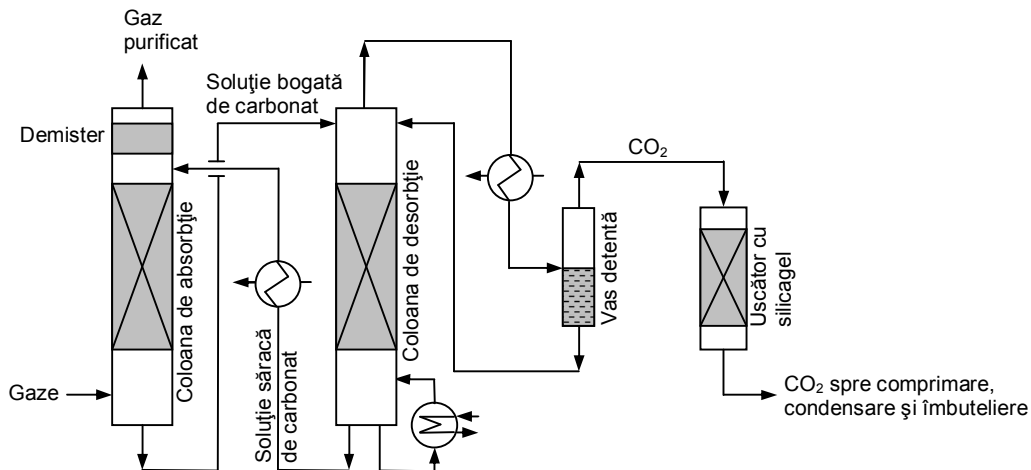 Gaz
purificat
Soluţie bogată
de carbonat
Demister
CO₂
Coloana de absorbţie
Coloana de desorbţie
Vas detentă
Uscător cu
silicagel
Gaze
Soluţie săracă
de carbonat
CO₂ spre comprimare,
condensare şi îmbuteliere